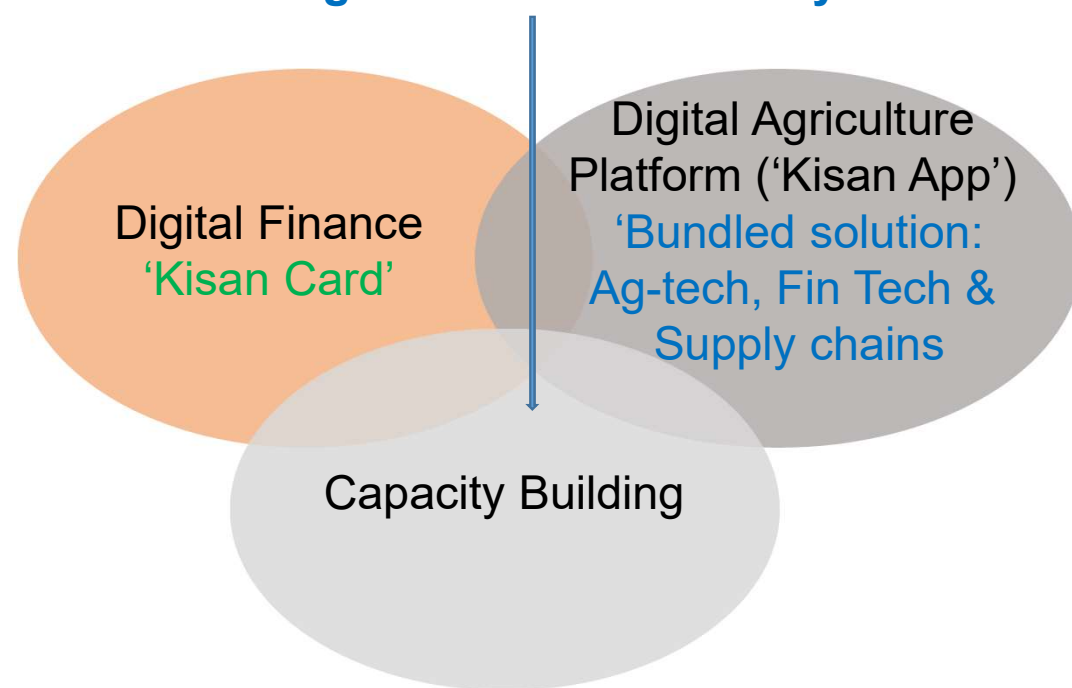 Digital Finance
‘Kisan Card’
Digital Agriculture
Platform (‘Kisan App’)
‘Bundled solution:
Ag-tech, Fin Tech &
Supply chains
Capacity Building